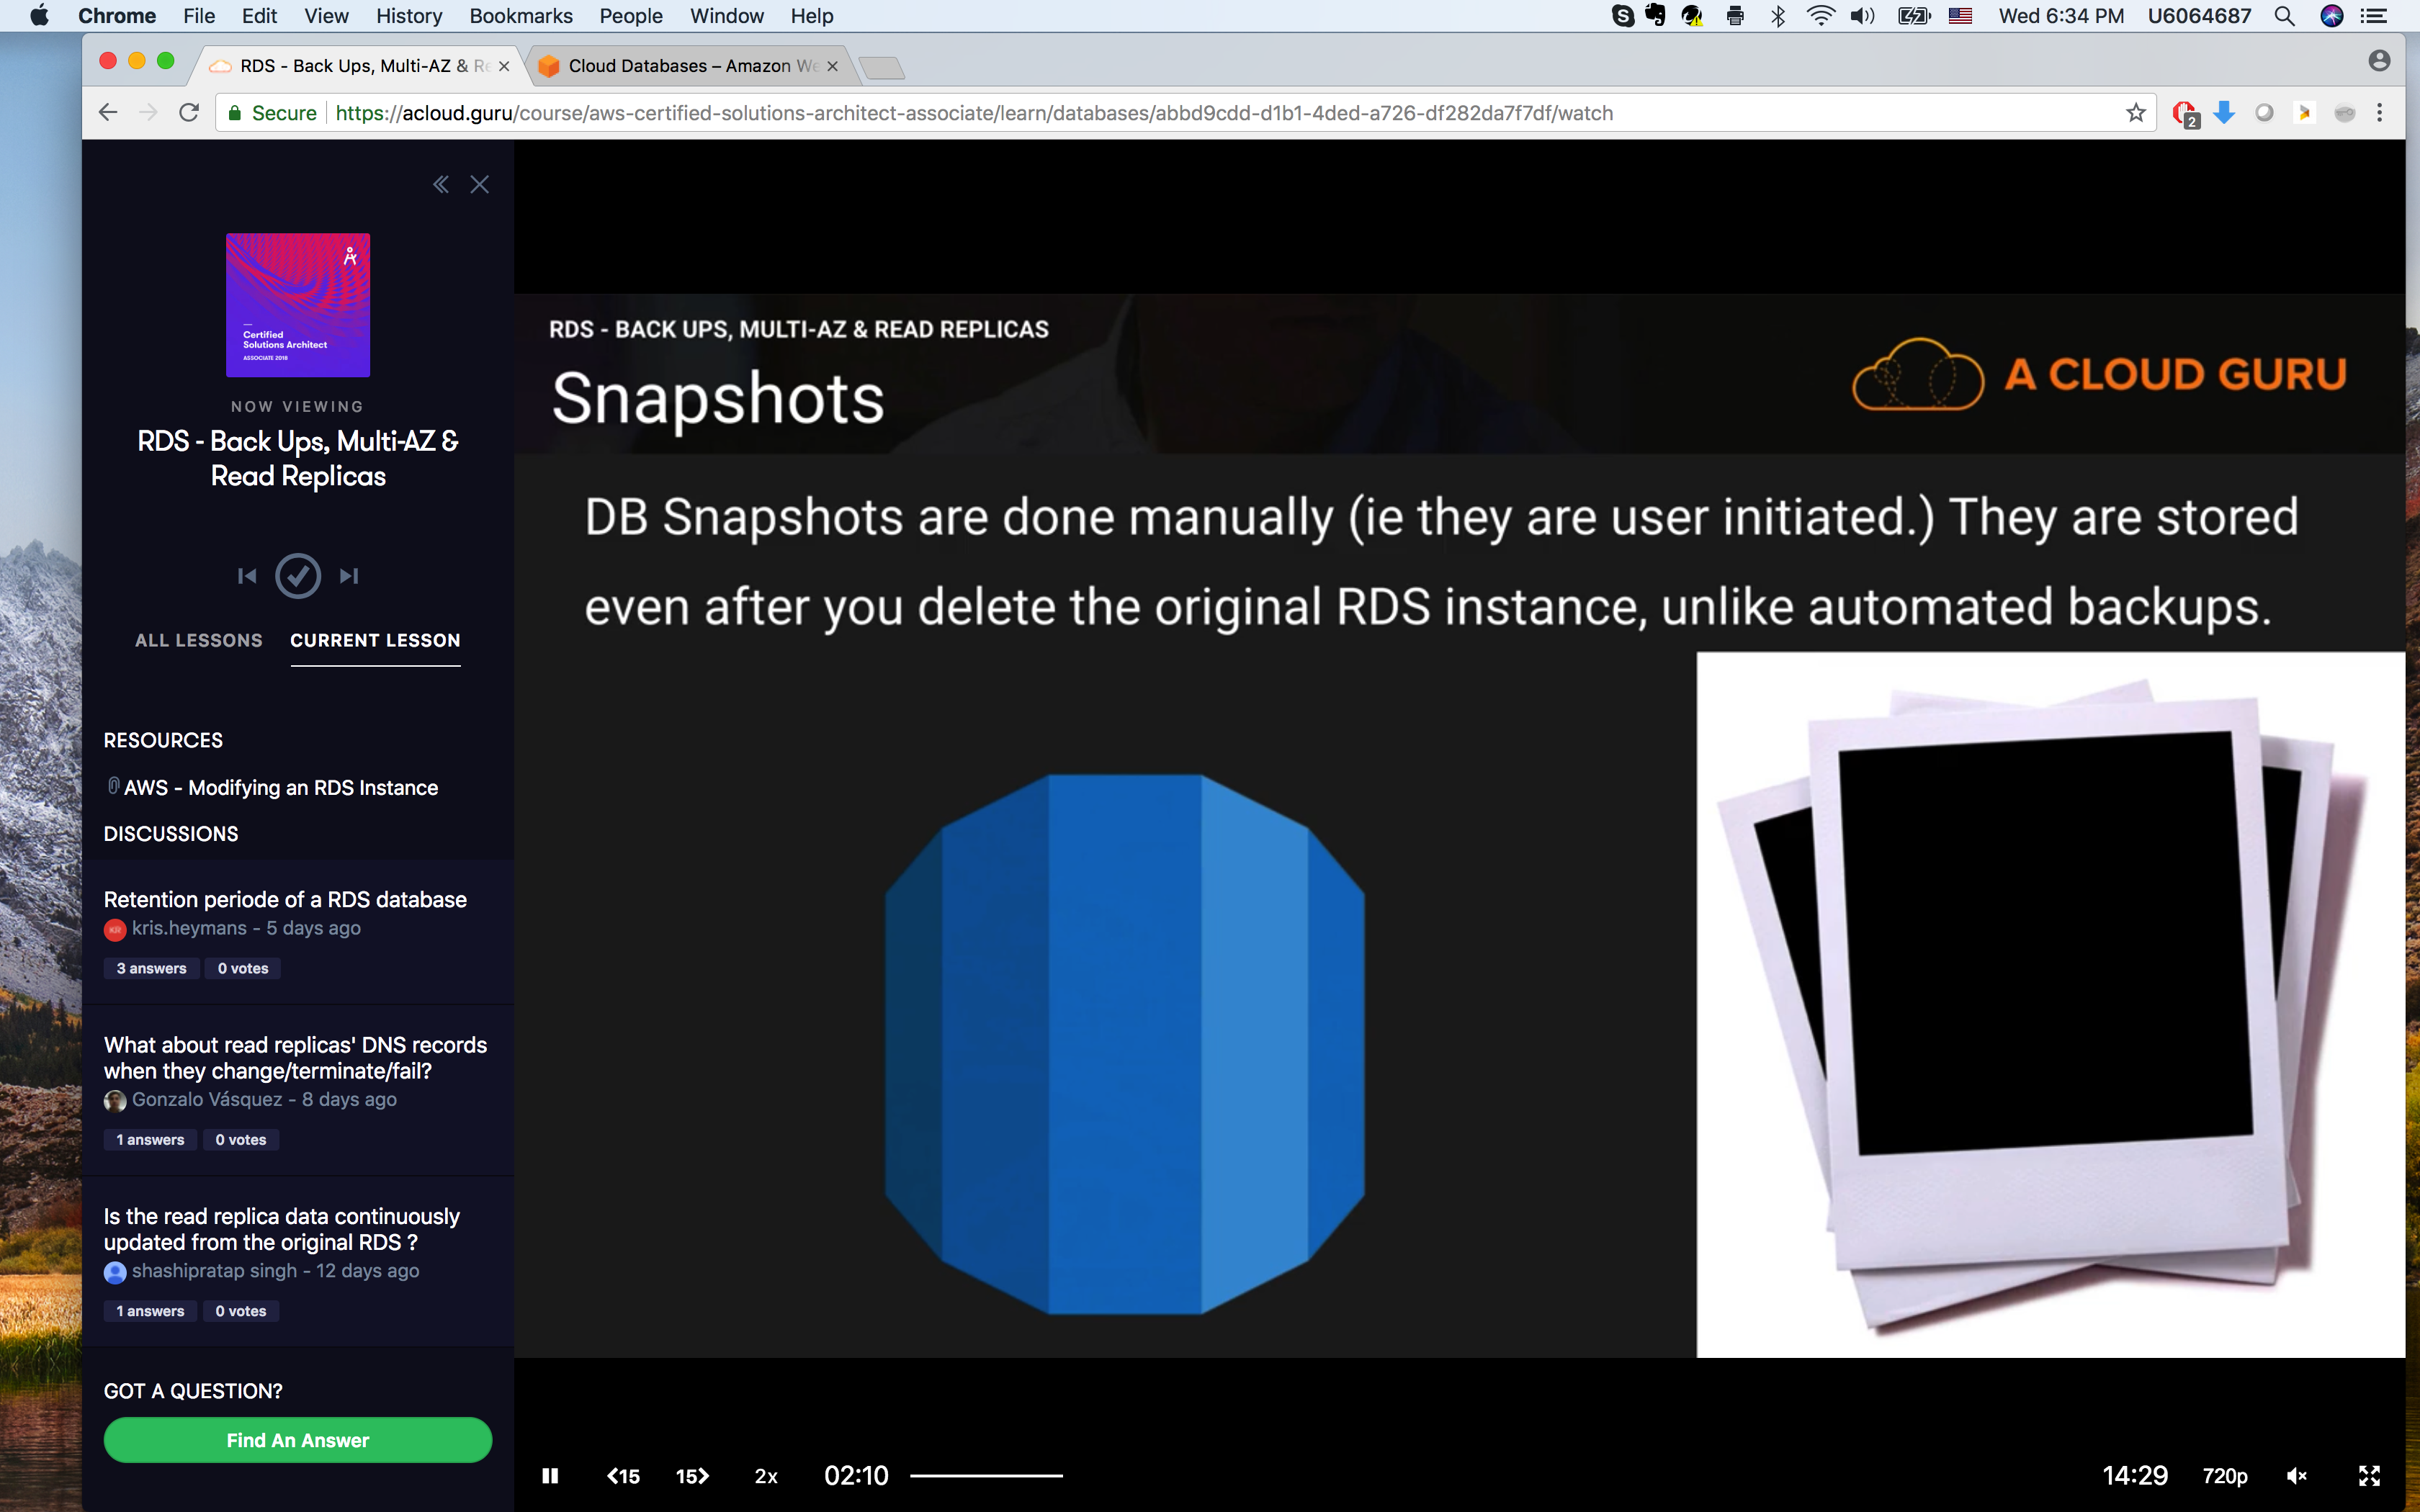 Chrome File Edit View History Bookmarks People Window Help Wed 6:34 PM U6064687
RDS - Back Ups, Multi-AZ & Re Cloud Databases – Amazon We
Secure https://acloud.guru/course/aws-certified-solutions-architect-associate/learn/databases/abbd9cdd-d1b1-4ded-a726-df282da7f7df/watch 2
Certified
Solutions Architect
ASSOCIATE 2018
NOW VIEWING
RDS - Back Ups, Multi-AZ &
Read Replicas
ALL LESSONS CURRENT LESSON
RESOURCES
AWS - Modifying an RDS Instance
DISCUSSIONS
Retention periode of a RDS database
KR kris.heymans - 5 days ago
3 answers 0 votes
What about read replicas' DNS records
when they change/terminate/fail?
Gonzalo Vásquez - 8 days ago
1 answers 0 votes
Is the read replica data continuously
updated from the original RDS ?
shashipratap singh - 12 days ago
1 answers 0 votes
GOT A QUESTION?
Find An Answer
RDS - BACK UPS, MULTI-AZ & READ REPLICAS
Snapshots
A CLOUD GURU
DB Snapshots are done manually (ie they are user initiated.) They are stored
even after you delete the original RDS instance, unlike automated backups.
15 15 2x 02:10 14:29 720p